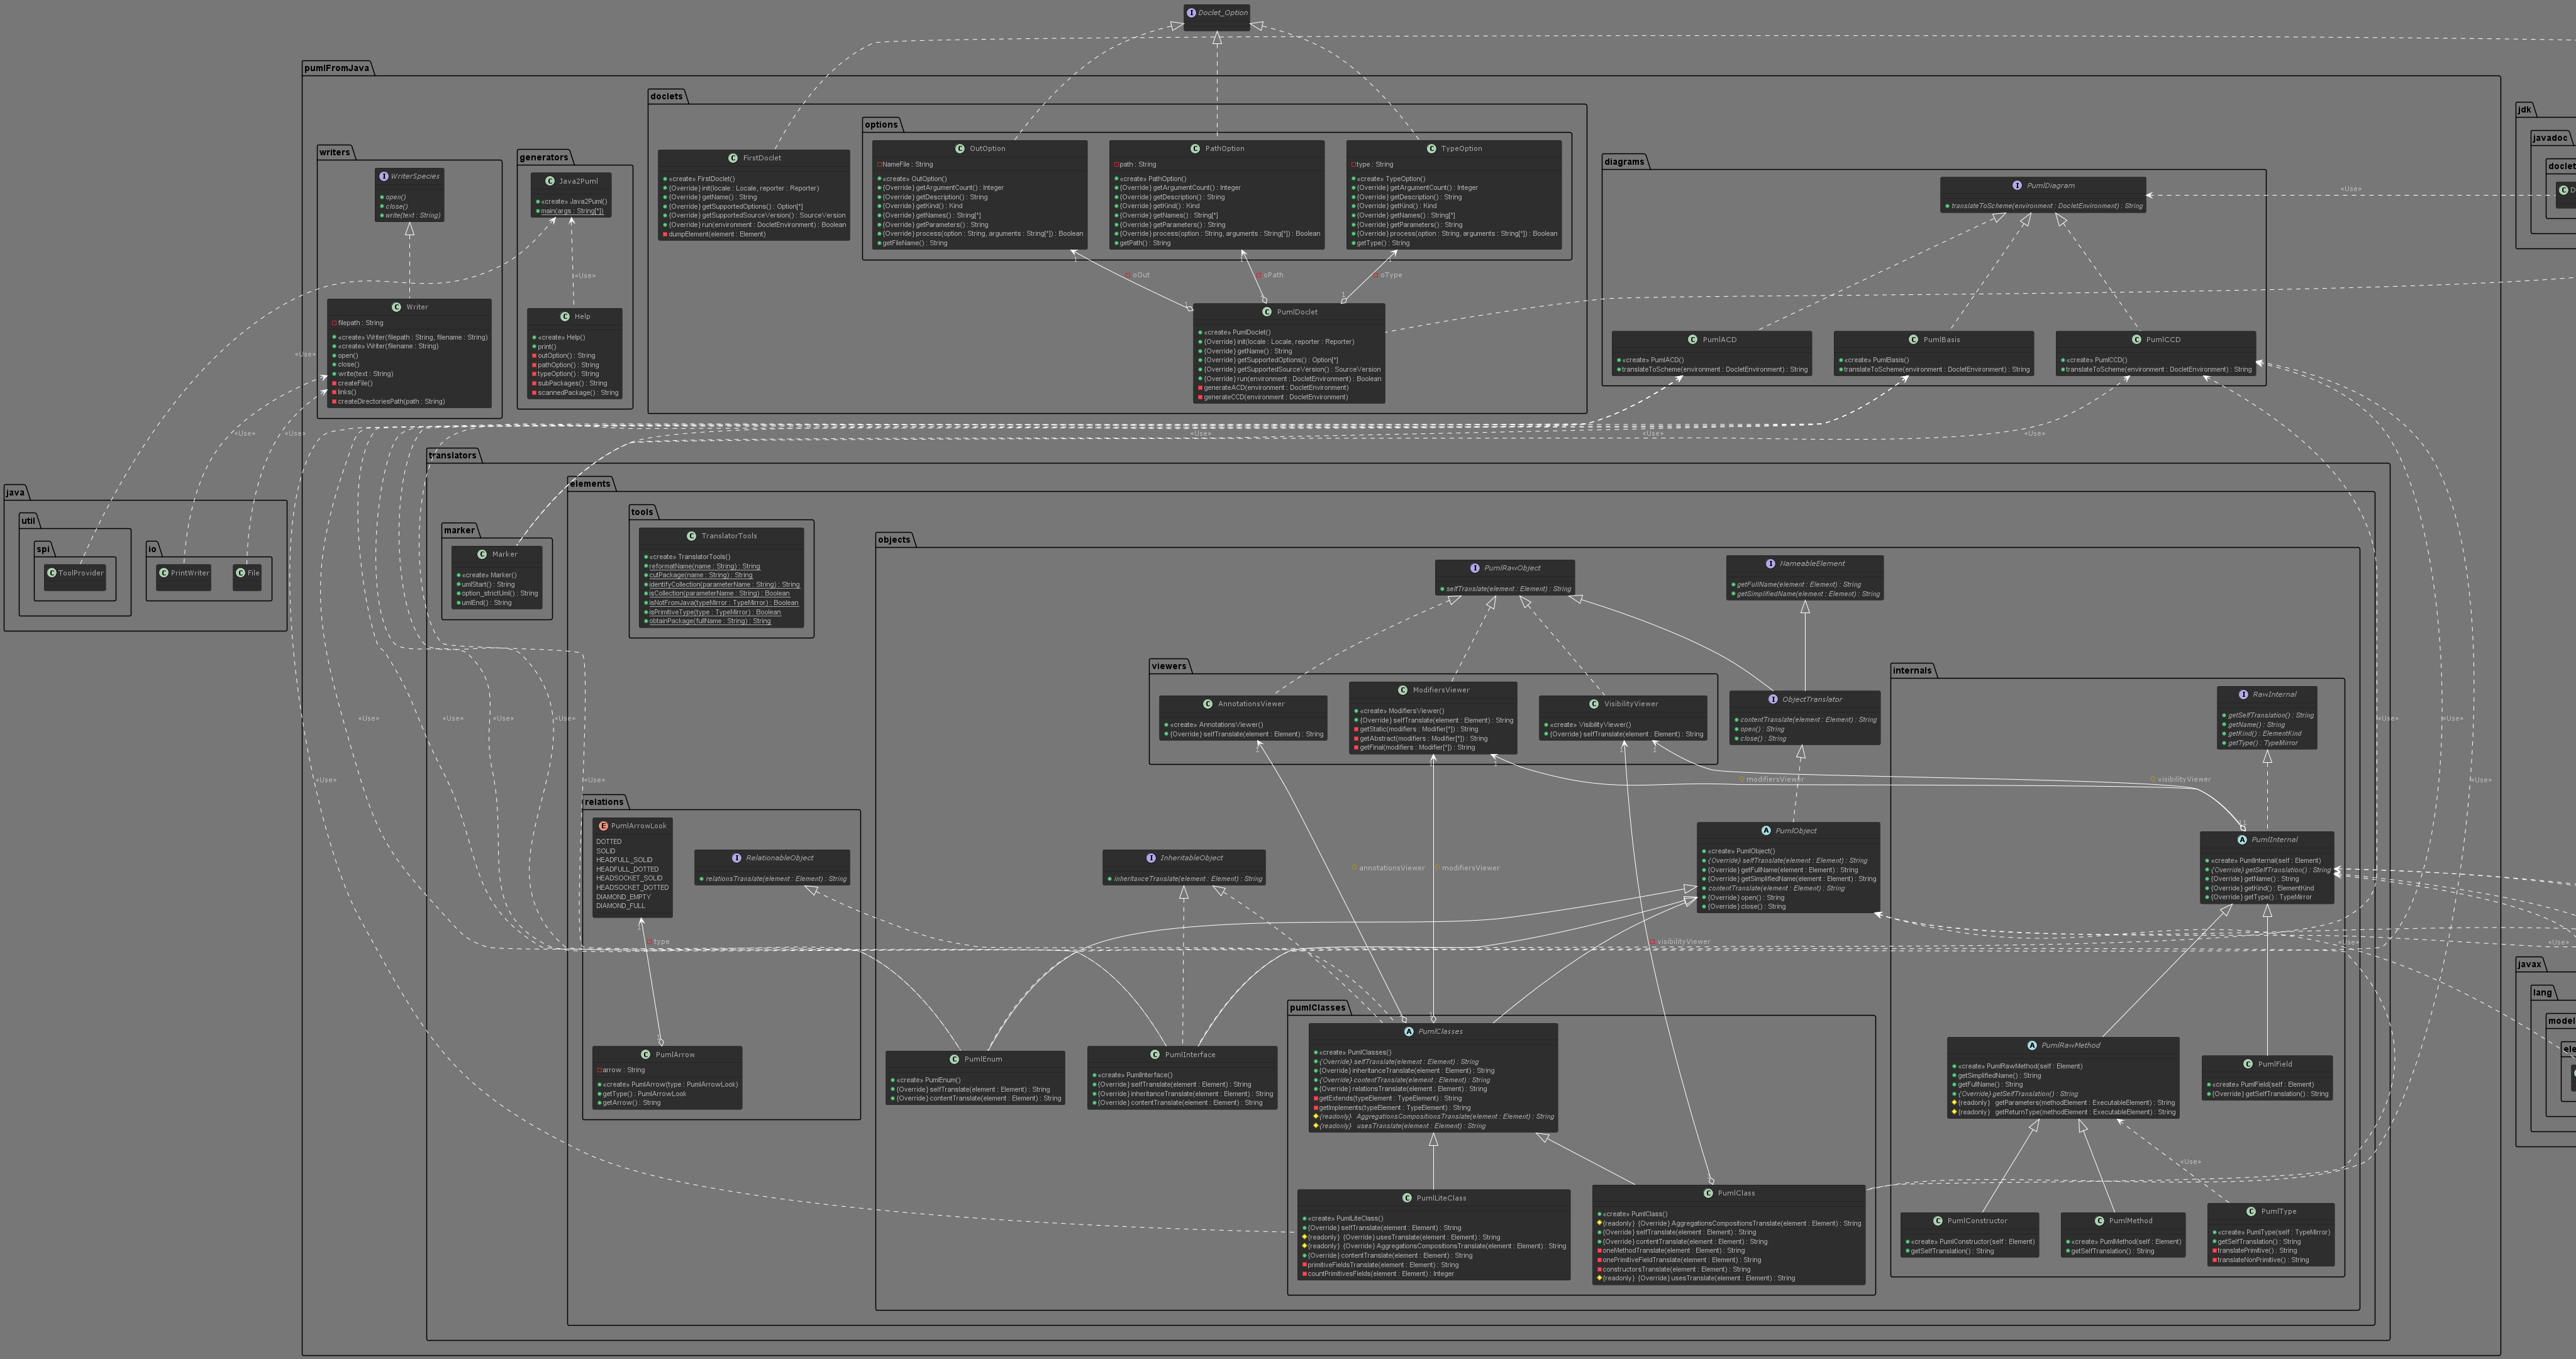 Doclet_Option
pumlFromJava
doclets
options
OutOption
NameFile : String
«create» OutOption()
{Override} getArgumentCount() : Integer
{Override} getDescription() : String
{Override} getKind() : Kind
{Override} getNames() : String[*]
{Override} getParameters() : String
{Override} process(option : String, arguments : String[*]) : Boolean
getFileName() : String
PathOption
path : String
«create» PathOption()
{Override} getArgumentCount() : Integer
{Override} getDescription() : String
{Override} getKind() : Kind
{Override} getNames() : String[*]
{Override} getParameters() : String
{Override} process(option : String, arguments : String[*]) : Boolean
getPath() : String
TypeOption
type : String
«create» TypeOption()
{Override} getArgumentCount() : Integer
{Override} getDescription() : String
{Override} getKind() : Kind
{Override} getNames() : String[*]
{Override} getParameters() : String
{Override} process(option : String, arguments : String[*]) : Boolean
getType() : String
FirstDoclet
«create» FirstDoclet()
{Override} init(locale : Locale, reporter : Reporter)
{Override} getName() : String
{Override} getSupportedOptions() : Option[*]
{Override} getSupportedSourceVersion() : SourceVersion
{Override} run(environment : DocletEnvironment) : Boolean
dumpElement(element : Element)
oOut
oPath
oType
PumlDoclet
«create» PumlDoclet()
{Override} init(locale : Locale, reporter : Reporter)
{Override} getName() : String
{Override} getSupportedOptions() : Option[*]
{Override} getSupportedSourceVersion() : SourceVersion
{Override} run(environment : DocletEnvironment) : Boolean
generateACD(environment : DocletEnvironment)
generateCCD(environment : DocletEnvironment)
writers
WriterSpecies
open()
close()
write(text : String)
Writer
filepath : String
«create» Writer(filepath : String, filename : String)
«create» Writer(filename : String)
open()
close()
write(text : String)
createFile()
links()
createDirectoriesPath(path : String)
generators
Java2Puml
«create» Java2Puml()
main(args : String[*])
«Use»
Help
«create» Help()
print()
outOption() : String
pathOption() : String
typeOption() : String
subPackages() : String
scannedPackage() : String
diagrams
PumlDiagram
translateToScheme(environment : DocletEnvironment) : String
PumlACD
«create» PumlACD()
translateToScheme(environment : DocletEnvironment) : String
PumlBasis
«create» PumlBasis()
translateToScheme(environment : DocletEnvironment) : String
PumlCCD
«create» PumlCCD()
translateToScheme(environment : DocletEnvironment) : String
jdk
javadoc
doclet
«Use»
«Use»
«Use»
«Use»
«Use»
«Use»
«Use»
java
util
spi
ToolProvider
io
PrintWriter
File
translators
marker
Marker
«create» Marker()
umlStart() : String
option_strictUml() : String
umlEnd() : String
elements
tools
TranslatorTools
«create» TranslatorTools()
reformatName(name : String) : String
cutPackage(name : String) : String
identifyCollection(parameterName : String) : String
isCollection(parameterName : String) : Boolean
isNotFromJava(typeMirror : TypeMirror) : Boolean
isPrimitiveType(type : TypeMirror) : Boolean
obtainPackage(fullName : String) : String
objects
PumlRawObject
selfTranslate(element : Element) : String
NameableElement
getFullName(element : Element) : String
getSimplifiedName(element : Element) : String
viewers
AnnotationsViewer
«create» AnnotationsViewer()
{Override} selfTranslate(element : Element) : String
ModifiersViewer
«create» ModifiersViewer()
{Override} selfTranslate(element : Element) : String
getStatic(modifiers : Modifier[*]) : String
getAbstract(modifiers : Modifier[*]) : String
getFinal(modifiers : Modifier[*]) : String
VisibilityViewer
«create» VisibilityViewer()
{Override} selfTranslate(element : Element) : String
ObjectTranslator
contentTranslate(element : Element) : String
open() : String
close() : String
internals
RawInternal
getSelfTranslation() : String
getName() : String
getKind() : ElementKind
getType() : TypeMirror
«Use»
«Use»
«Use»
«Use»
«Use»
«Use»
«Use»
«Use»
«Use»
modifiersViewer
visibilityViewer
relations
PumlArrowLook
DOTTED
SOLID
HEADFULL_SOLID
HEADFULL_DOTTED
HEADSOCKET_SOLID
HEADSOCKET_DOTTED
DIAMOND_EMPTY
DIAMOND_FULL
RelationableObject
relationsTranslate(element : Element) : String
type
PumlArrow
arrow : String
«create» PumlArrow(type : PumlArrowLook)
getType() : PumlArrowLook
getArrow() : String
InheritableObject
inheritanceTranslate(element : Element) : String
annotationsViewer
modifiersViewer
visibilityViewer
PumlObject
«create» PumlObject()
{Override} selfTranslate(element : Element) : String
{Override} getFullName(element : Element) : String
{Override} getSimplifiedName(element : Element) : String
contentTranslate(element : Element) : String
{Override} open() : String
{Override} close() : String
PumlInternal
«create» PumlInternal(self : Element)
{Override} getSelfTranslation() : String
{Override} getName() : String
{Override} getKind() : ElementKind
{Override} getType() : TypeMirror
«Use»
«Use»
javax
lang
model
PumlEnum
«create» PumlEnum()
{Override} selfTranslate(element : Element) : String
{Override} contentTranslate(element : Element) : String
PumlInterface
«create» PumlInterface()
{Override} selfTranslate(element : Element) : String
{Override} inheritanceTranslate(element : Element) : String
{Override} contentTranslate(element : Element) : String
pumlClasses
PumlClasses
«create» PumlClasses()
{Override} selfTranslate(element : Element) : String
{Override} inheritanceTranslate(element : Element) : String
{Override} contentTranslate(element : Element) : String
{Override} relationsTranslate(element : Element) : String
getExtends(typeElement : TypeElement) : String
getImplements(typeElement : TypeElement) : String
{readonly} AggregationsCompositionsTranslate(element : Element) : String
{readonly} usesTranslate(element : Element) : String
PumlLiteClass
«create» PumlLiteClass()
{Override} selfTranslate(element : Element) : String
{readonly} {Override} usesTranslate(element : Element) : String
{readonly} {Override} AggregationsCompositionsTranslate(element : Element) : String
{Override} contentTranslate(element : Element) : String
primitiveFieldsTranslate(element : Element) : String
countPrimitivesFields(element : Element) : Integer
PumlClass
«create» PumlClass()
{readonly} {Override} AggregationsCompositionsTranslate(element : Element) : String
{Override} selfTranslate(element : Element) : String
{Override} contentTranslate(element : Element) : String
oneMethodTranslate(element : Element) : String
onePrimitiveFieldTranslate(element : Element) : String
constructorsTranslate(element : Element) : String
{readonly} {Override} usesTranslate(element : Element) : String
PumlRawMethod
«create» PumlRawMethod(self : Element)
getSimplifiedName() : String
getFullName() : String
{Override} getSelfTranslation() : String
{readonly} getParameters(methodElement : ExecutableElement) : String
{readonly} getReturnType(methodElement : ExecutableElement) : String
PumlField
«create» PumlField(self : Element)
{Override} getSelfTranslation() : String
«Use»
PumlConstructor
«create» PumlConstructor(self : Element)
getSelfTranslation() : String
PumlMethod
«create» PumlMethod(self : Element)
getSelfTranslation() : String
PumlType
«create» PumlType(self : TypeMirror)
getSelfTranslation() : String
translatePrimitive() : String
translateNonPrimitive() : String